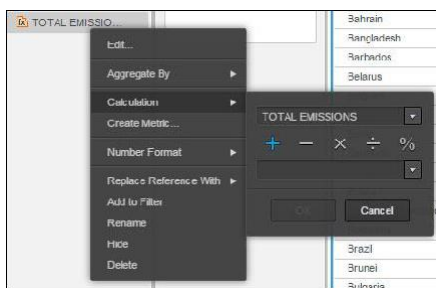 TOTAL EMISSIO...
Edit...
Aggregate By
Calculation
Create Metric...
Number Format
Replace Reference With
Add to Filter
Rename
Hide
Delete
TOTAL EMISSIONS
+ − × ÷ %
OK
Cancel
Bahrain
Bangladesh
Barbados
Belarus
Brazil
Brunei
Bulgaria